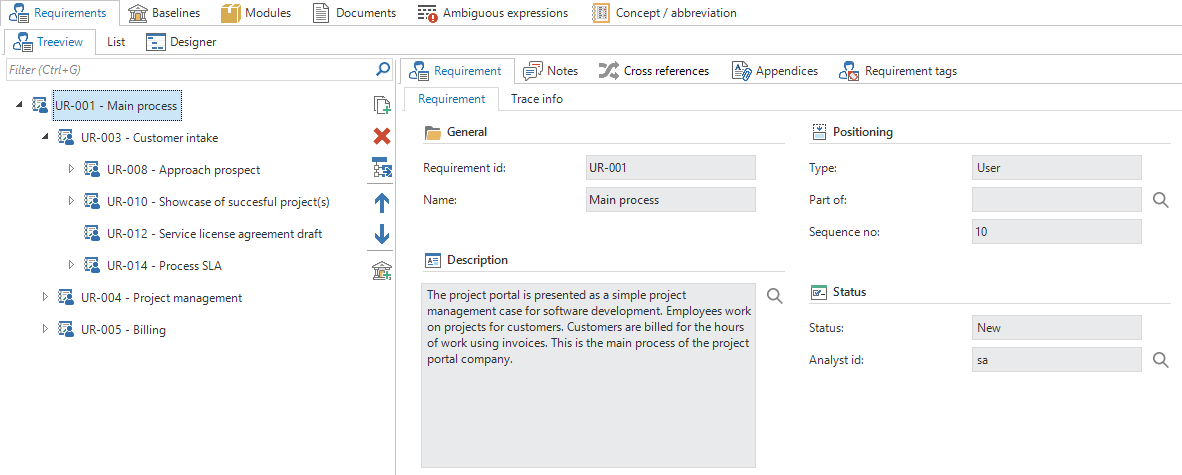 Requirements Baselines Modules Documents Ambiguous expressions Concept / abbreviation
Treeview List Designer
Filter (Ctrl+G)
UR-001 - Main process
UR-003 - Customer intake
UR-008 - Approach prospect
UR-010 - Showcase of succesful project(s)
UR-012 - Service license agreement draft
UR-014 - Process SLA
UR-004 - Project management
UR-005 - Billing
Requirement Notes Cross references Appendices Requirement tags
Requirement Trace info
General
Requirement id: UR-001
Name: Main process
Description
The project portal is presented as a simple project
management case for software development. Employees work
on projects for customers. Customers are billed for the hours
of work using invoices. This is the main process of the project
portal company.
Positioning
Type: User
Part of:
Sequence no: 10
Status
Status: New
Analyst id: sa